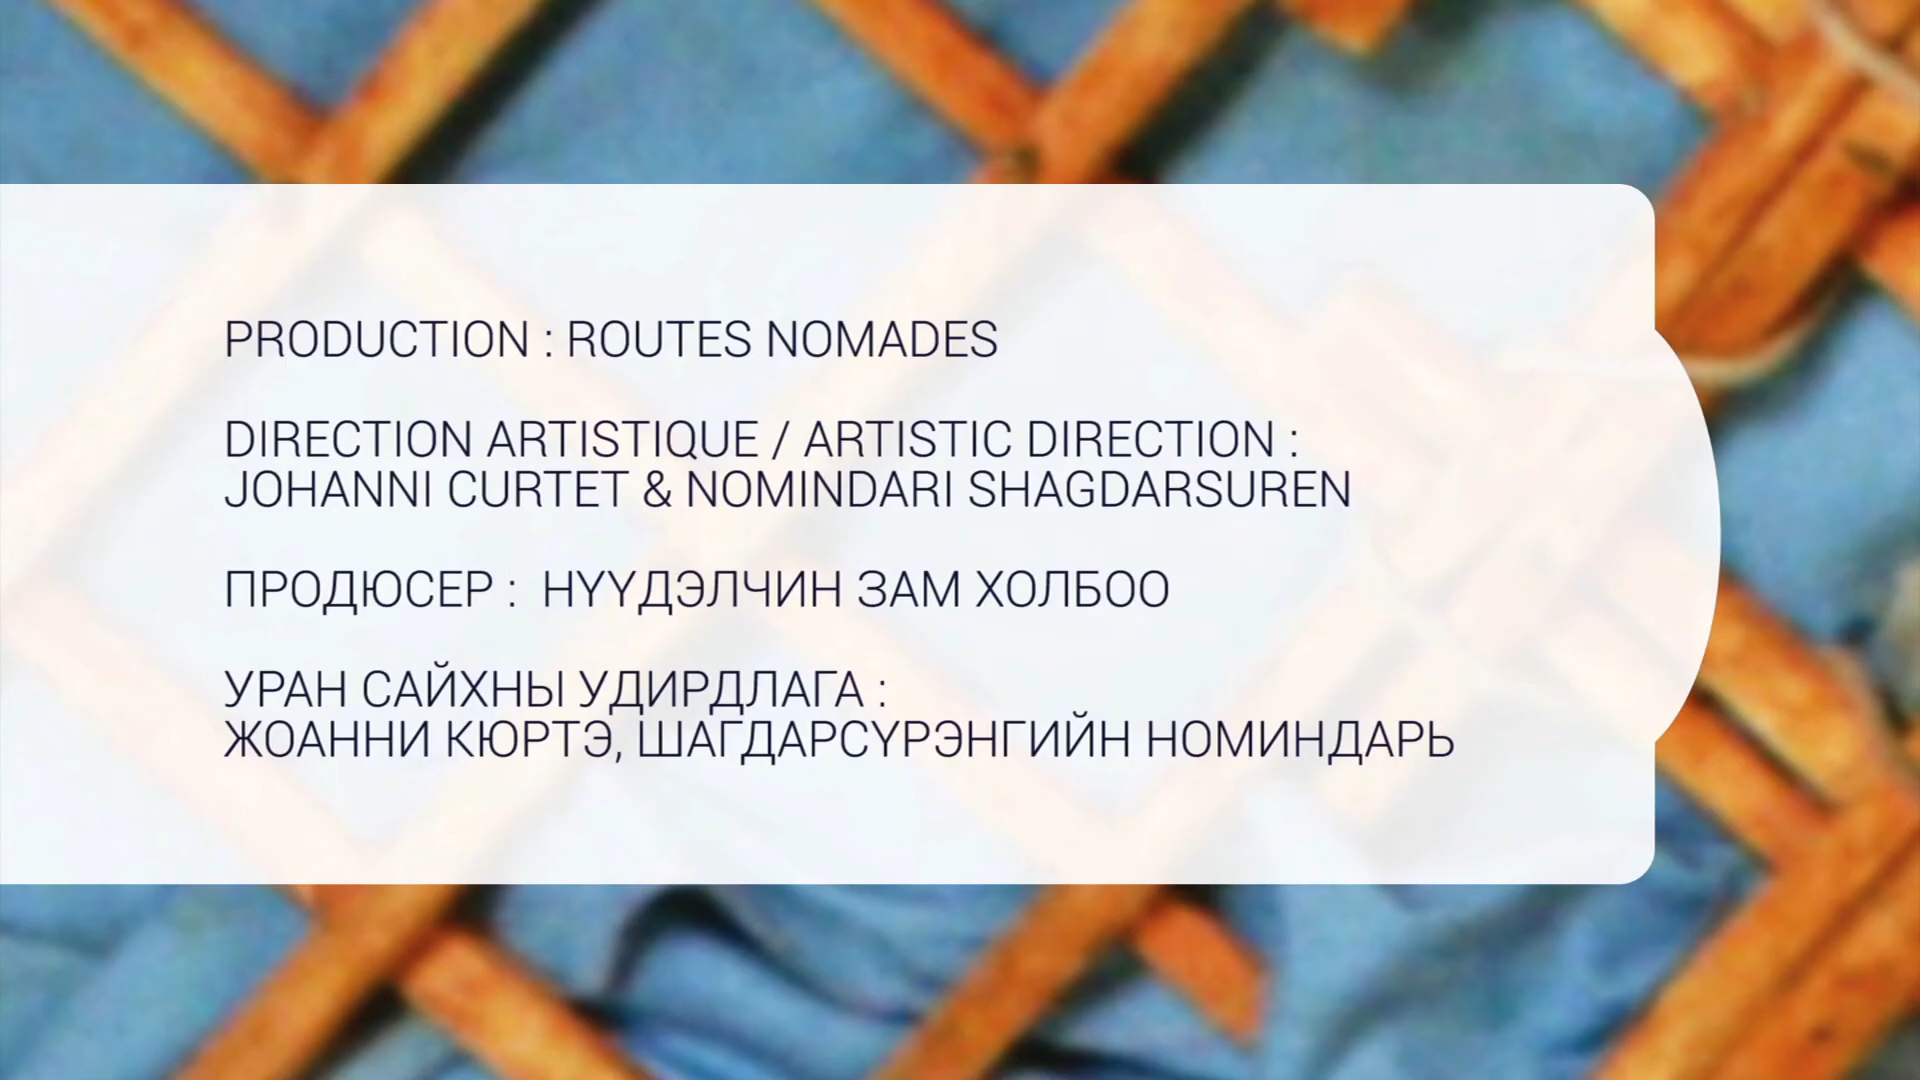 PRODUCTION : ROUTES NOMADES
DIRECTION ARTISTIQUE / ARTISTIC DIRECTION :
JOHANNI CURTET & NOMINDARI SHAGDARSUREN
ПРОДЮСЕР : НҮҮДЭЛЧИН ЗАМ ХОЛБОО
УРАН САЙХНЫ УДИРДЛАГА :
ЖОАННИ КЮРТЭ, ШАГДАРСҮРЭНГИЙН НОМИНДАРЬ